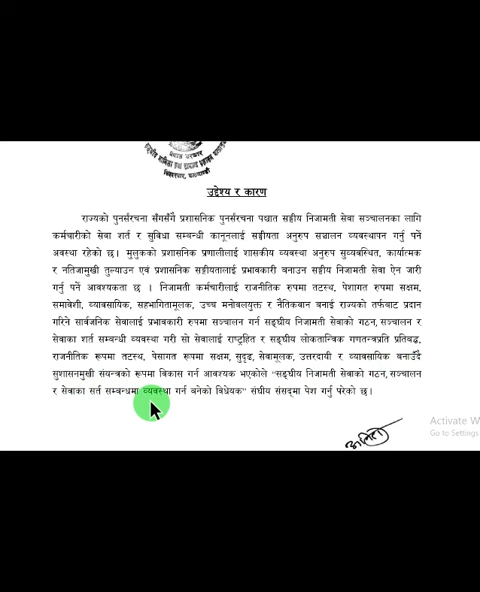 उद्देश्य र कारण
राज्यको पुनर्संरचना सँगसँगै प्रशासनिक पुनर्संरचना पश्चात सङ्घीय निजामती सेवा सञ्चालनका लागि
कर्मचारीको सेवा शर्त र सुविधा सम्बन्धी कानूनलाई सङ्घीयता अनुरुप सञ्चालन व्यवस्थापन गर्नु पर्ने
अवस्था रहेको छ। मुलुकको प्रशासनिक प्रणालीलाई शासकीय व्यवस्था अनुरुप सुव्यवस्थित, कार्यात्मक
र नतिजामुखी तुल्याउन एवं प्रशासनिक सङ्घीयतालाई प्रभावकारी बनाउन सङ्घीय निजामती सेवा ऐन जारी
गर्नु पर्ने आवश्यकता छ । निजामती कर्मचारीलाई राजनीतिक रुपमा तटस्थ, पेशागत रुपमा सक्षम,
समावेशी, व्यावसायिक, सहभागितामूलक, उच्च मनोबलयुक्त र नैतिकवान बनाई राज्यको तर्फबाट प्रदान
गरिने सार्वजनिक सेवालाई प्रभावकारी रुपमा सञ्चालन गर्न सङ्घीय निजामती सेवाको गठन, सञ्चालन र
सेवाका शर्त सम्बन्धी व्यवस्था गरी सो सेवालाई राष्ट्रहित र सङ्घीय लोकतान्त्रिक गणतन्त्रप्रति प्रतिबद्ध,
राजनीतिक रूपमा तटस्थ, पेसागत रूपमा सक्षम, सुदृढ, सेवामूलक, उत्तरदायी र व्यावसायिक बनाउँदै
सुशासनमुखी संयन्त्रको रूपमा विकास गर्न आवश्यक भएकोले "सङ्घीय निजामती सेवाको गठन, सञ्चालन
र सेवाका सर्त सम्बन्धमा व्यवस्था गर्न बनेको विधेयक" संघीय संसद्मा पेश गर्नु परेको छ।
Activate W
Go to Settings